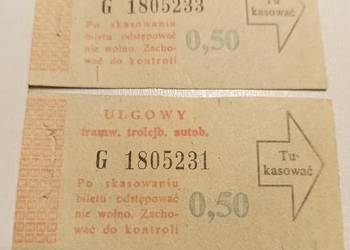 G 1805233
Po skasowaniu
biletu odstępować
nie wolno. Zacho-
wać do kontroli
0,50
Tu-
kasować
ULGOWY
tramw. trolejb. autob.
G 1805231
Po skasowaniu
biletu odstępować
nie wolno. Zacho-
wać do kontroli
0,50
Tu-
kasować